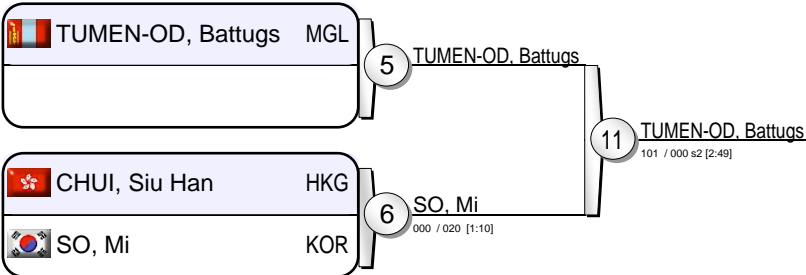 TUMEN-OD, Battugs MGL
5
TUMEN-OD, Battugs
11
TUMEN-OD, Battugs
101 / 000 s2 [2:49]
CHUI, Siu Han HKG
SO, Mi KOR
6
SO, Mi
000 / 020 [1:10]